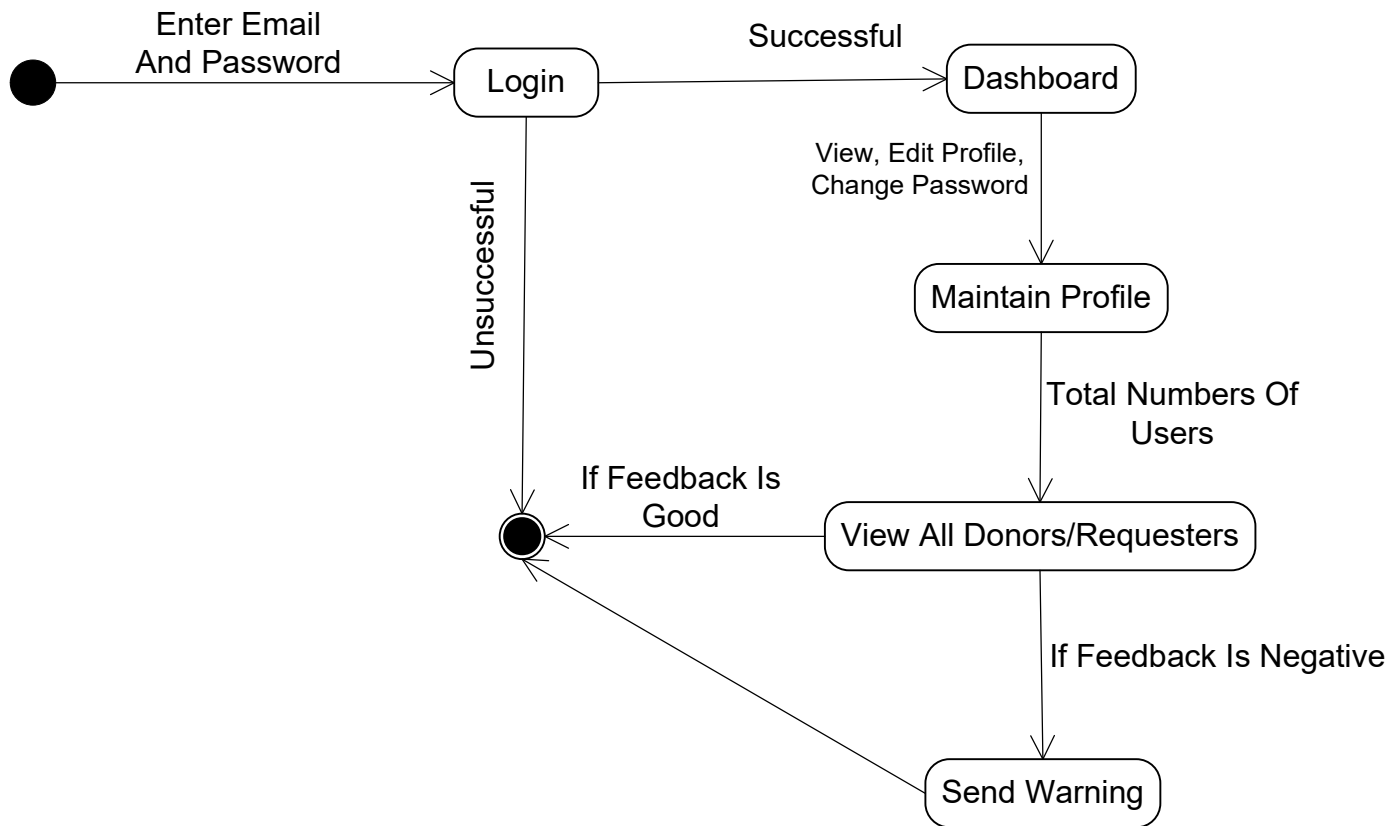 Enter Email
And Password
Login
Successful
Dashboard
View, Edit Profile,
Change Password
Unsuccessful
Maintain Profile
Total Numbers Of
Users
If Feedback Is
Good
View All Donors/Requesters
If Feedback Is Negative
Send Warning